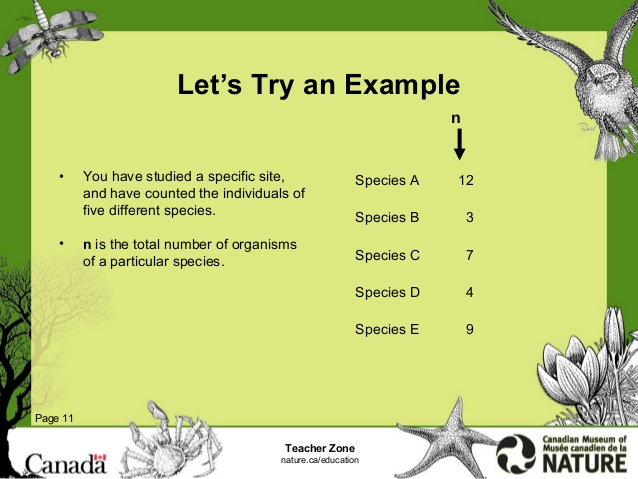 Let's Try an Example
n
• You have studied a specific site,
and have counted the individuals of
five different species.
• n is the total number of organisms
of a particular species.
Species A 12
Species B 3
Species C 7
Species D 4
Species E 9
Page 11
Teacher Zone
nature.ca/education
Canada
Canadian Museum of
Musée canadien de la
NATURE